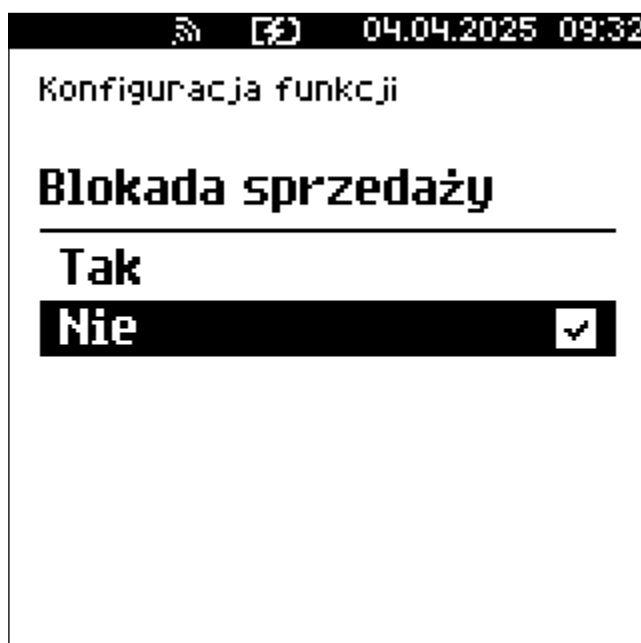 04.04.2025 09:32
Konfiguracja funkcji
Blokada sprzedaży
Tak
Nie